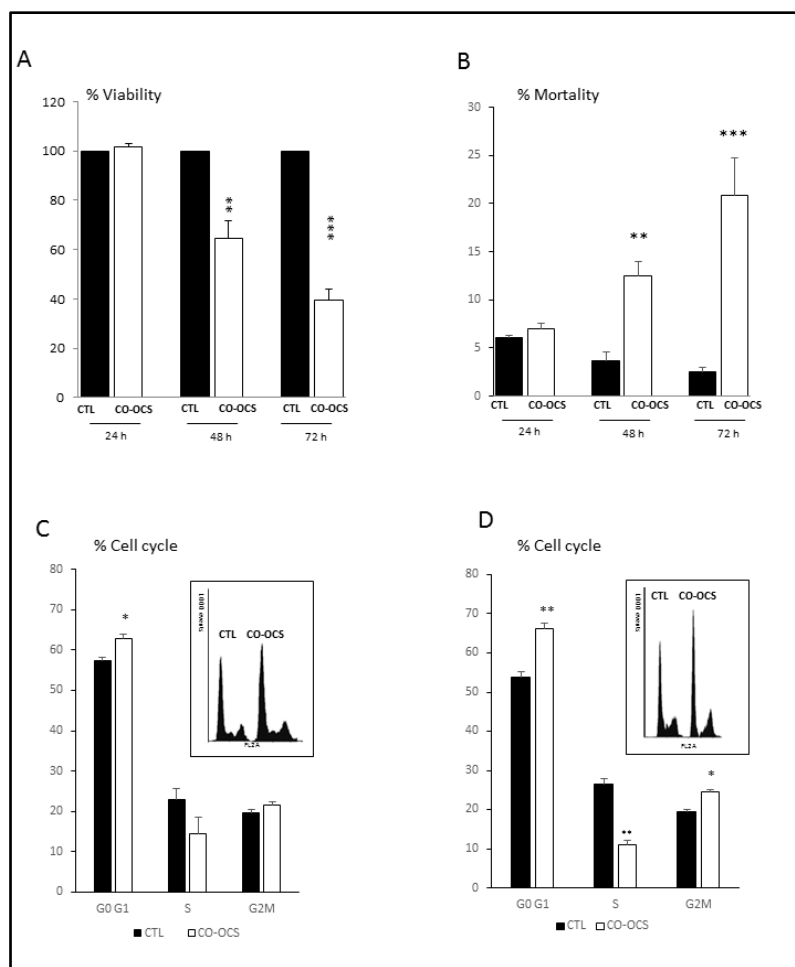 A
% Viability
120
100
80
60
40
20
0
**
***
CTL CO-OCS CTL CO-OCS CTL CO-OCS
24 h 48 h 72 h
B
% Mortality
30
25
20
15
10
5
0
**
***
CTL CO-OCS CTL CO-OCS CTL CO-OCS
24 h 48 h 72 h
C
% Cell cycle
80
70
60
50
40
30
20
10
0
*
CTL CO-OCS
FL2A
G0 G1 S G2M
CTL CO-OCS
D
% Cell cycle
80
70
60
50
40
30
20
10
0
**
**
*
CTL CO-OCS
FL2A
G0 G1 S G2M
CTL CO-OCS